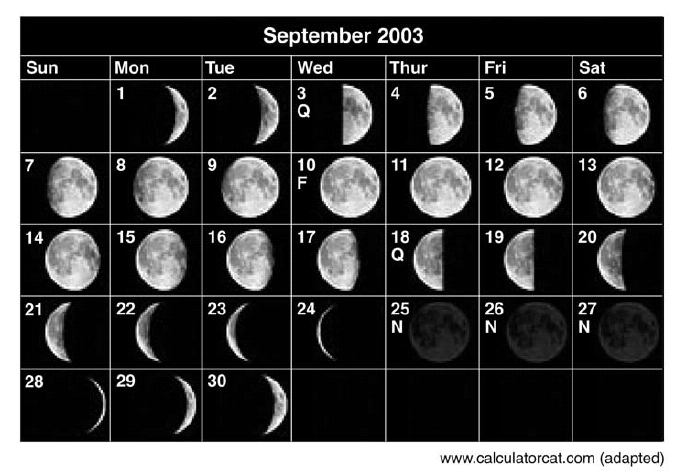 September 2003
Sun Mon Tue Wed Thur Fri Sat
1 2 3 4 5 6
Q
7 8 9 10 11 12 13
F
14 15 16 17 18 19 20
Q
21 22 23 24 25 26 27
N N N
28 29 30
www.calculatorcat.com (adapted)